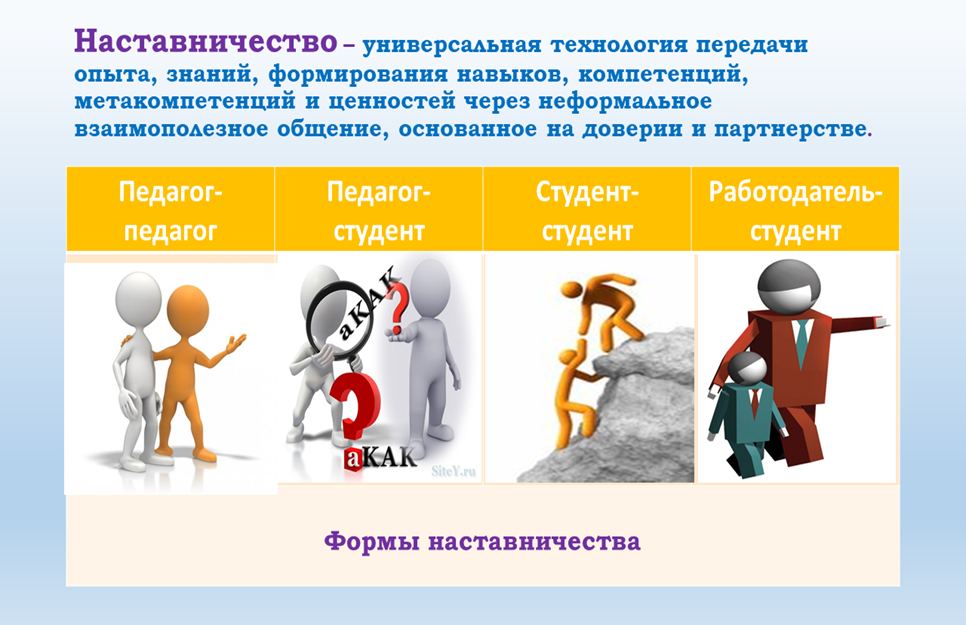 Наставничество – универсальная технология передачи
опыта, знаний, формирования навыков, компетенций,
метакомпетенций и ценностей через неформальное
взаимополезное общение, основанное на доверии и партнерстве.
Педагог-
педагог
Педагог-
студент
Студент-
студент
Работодатель-
студент
аКАК
?
?
аКАК
SiteY.ru
Формы наставничества